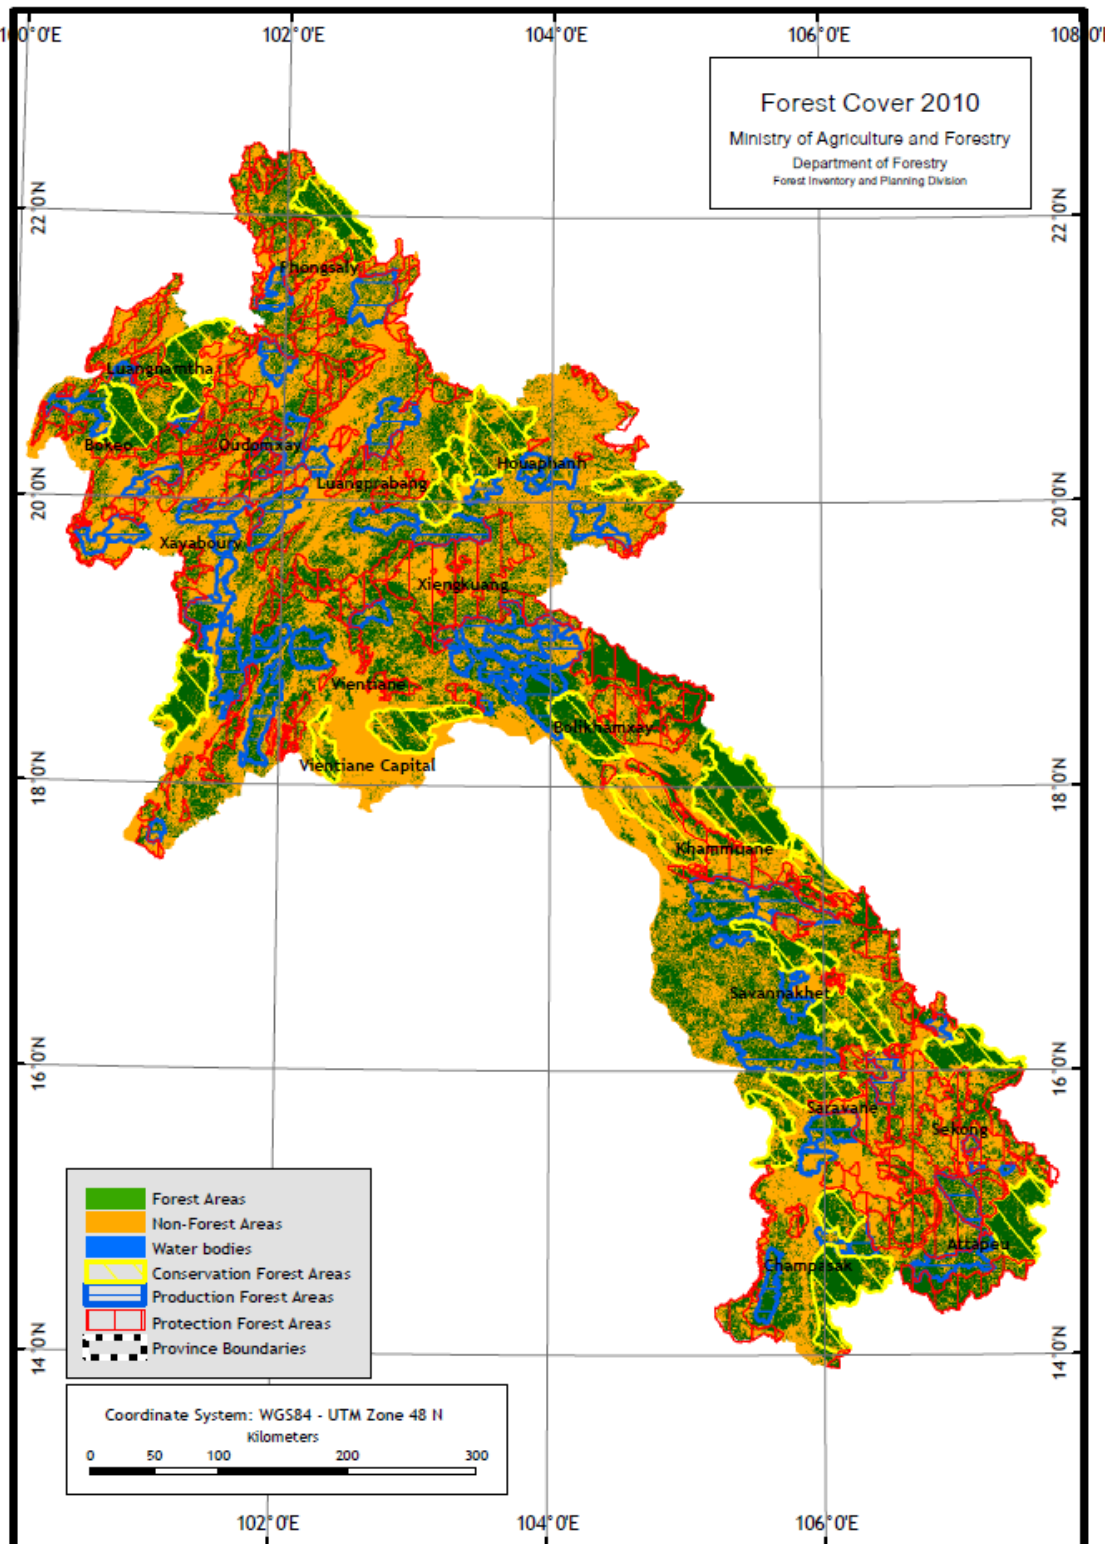 100°0'E 102°0'E 104°0'E 106°0'E 108°0'E
Forest Cover 2010
Ministry of Agriculture and Forestry
Department of Forestry
Forest Inventory and Planning Division
22°0'N 22°0'N
Phongsaly
Luangnamtha
Bokeo Oudomxay
Houaphanh
Luangprabang
20°0'N 20°0'N
Xayaboury
Xiengkuang
Vientiane
Bolikhamxay
Vientiane Capital
18°0'N 18°0'N
Khammuane
Savannakhet
16°0'N 16°0'N
Saravane
Sekong
Attapeu
Champasak
14°0'N 14°0'N
Forest Areas
Non-Forest Areas
Water bodies
Conservation Forest Areas
Production Forest Areas
Protection Forest Areas
Province Boundaries
Coordinate System: WGS84 - UTM Zone 48 N
Kilometers
0 50 100 200 300
102°0'E 104°0'E 106°0'E